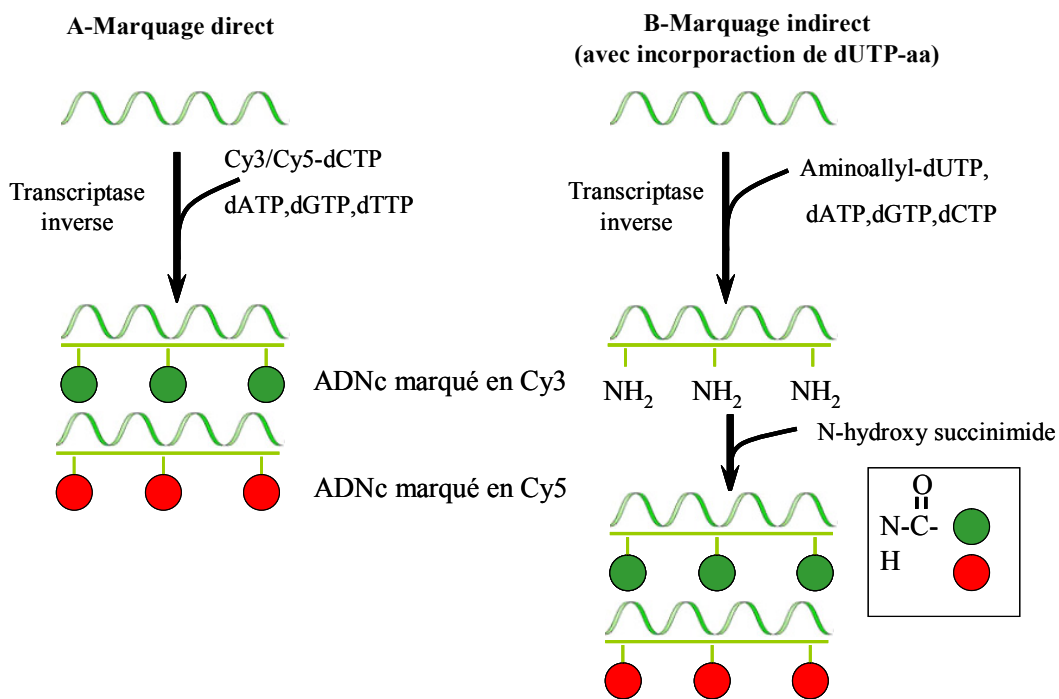 A-Marquage direct
Cy3/Cy5-dCTP
dATP,dGTP,dTTP
Transcriptase
inverse
ADNc marqué en Cy3
ADNc marqué en Cy5
B-Marquage indirect
(avec incorporaction de dUTP-aa)
Aminoallyl-dUTP,
dATP,dGTP,dCTP
Transcriptase
inverse
NH2 NH2 NH2
N-hydroxy succinimide
O
N-C-
H